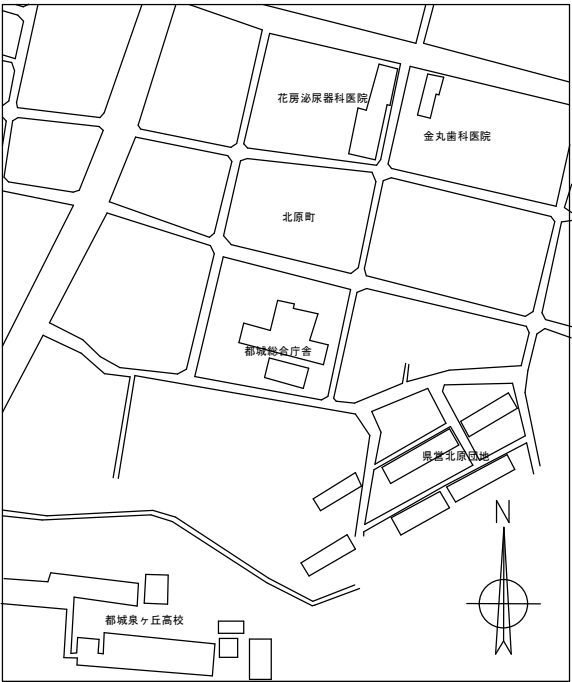 花房泌尿器科医院
金丸歯科医院
北原町
都城総合庁舎
県営北原団地
N
都城泉ヶ丘高校